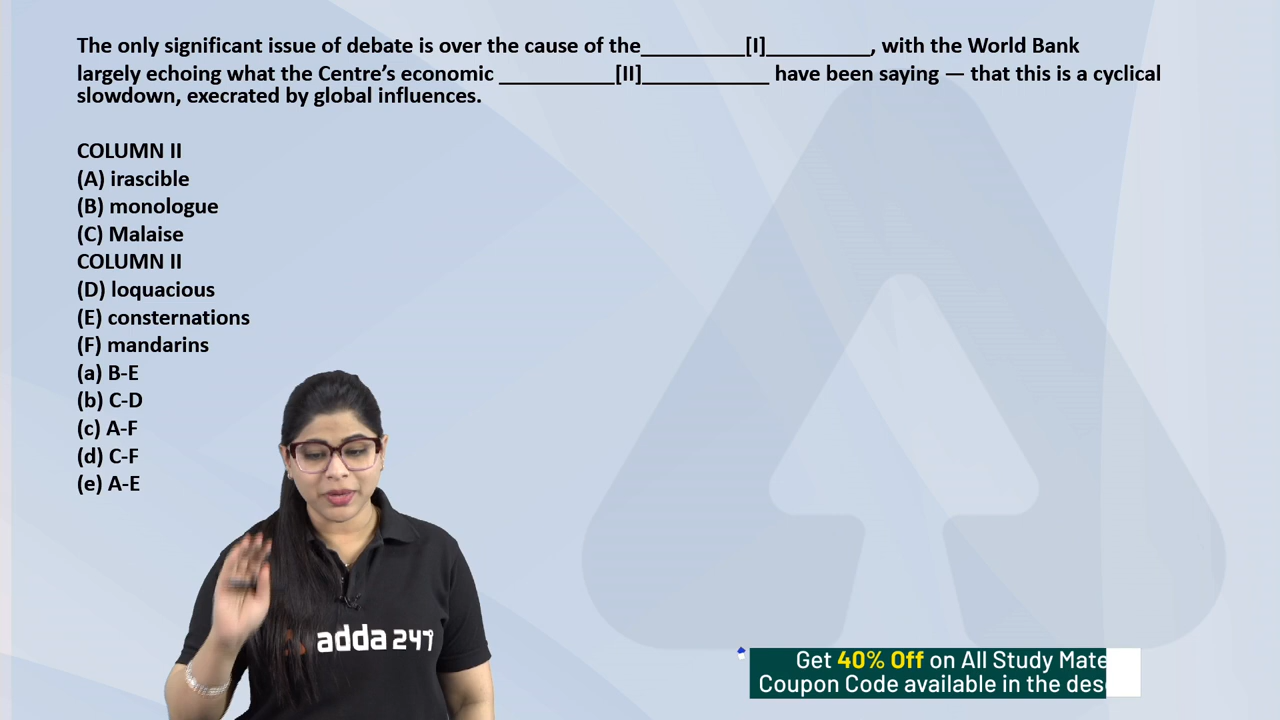 The only significant issue of debate is over the cause of the_________[I]_________, with the World Bank
largely echoing what the Centre’s economic __________[II]___________ have been saying — that this is a cyclical
slowdown, execrated by global influences.
COLUMN II
(A) irascible
(B) monologue
(C) Malaise
COLUMN II
(D) loquacious
(E) consternations
(F) mandarins
(a) B-E
(b) C-D
(c) A-F
(d) C-F
(e) A-E
adda 247
Get 40% Off on All Study Mate
Coupon Code available in the des